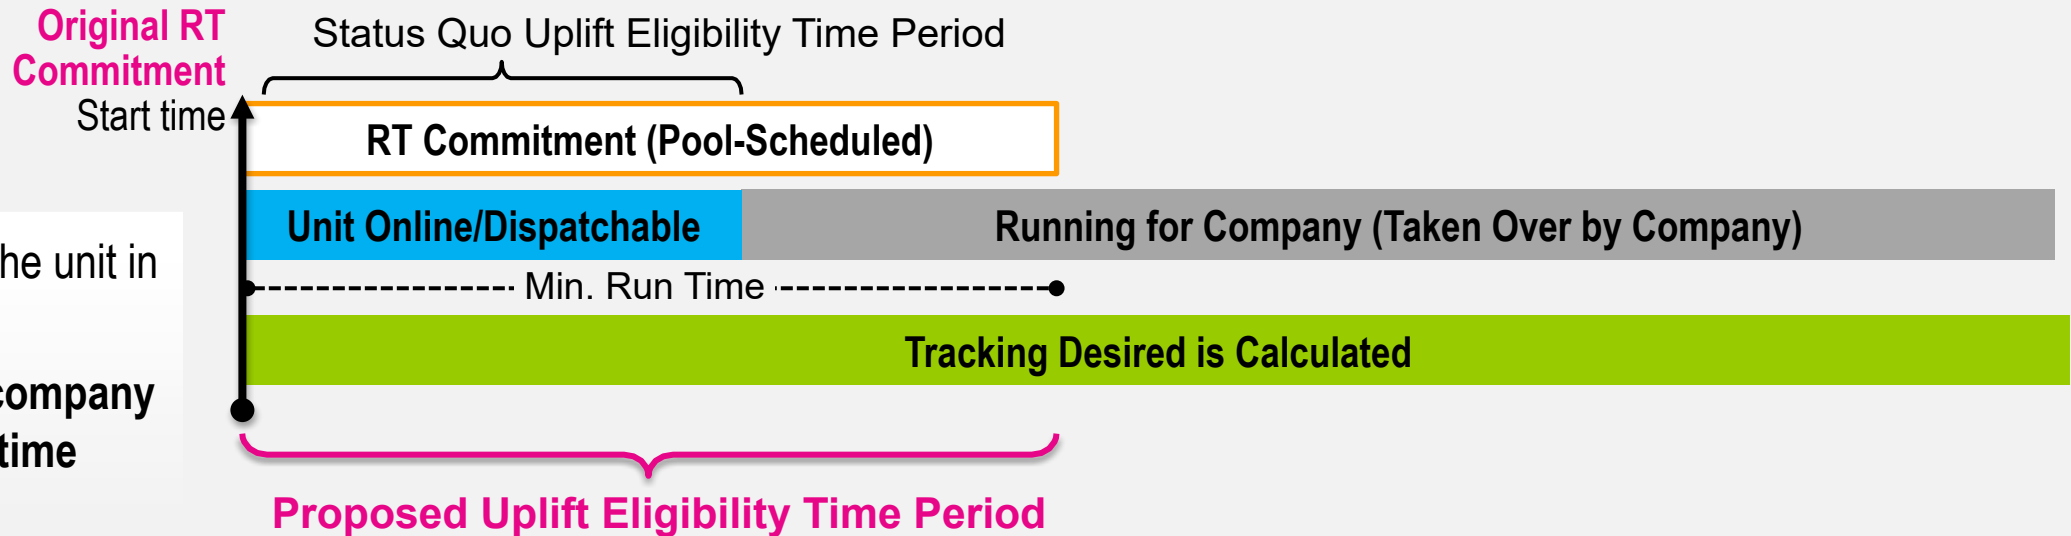 Original RT
Commitment
Start time
Status Quo Uplift Eligibility Time Period
RT Commitment (Pool-Scheduled)
Unit Online/Dispatchable
Running for Company (Taken Over by Company)
he unit in
company
time
Min. Run Time
Tracking Desired is Calculated
Proposed Uplift Eligibility Time Period